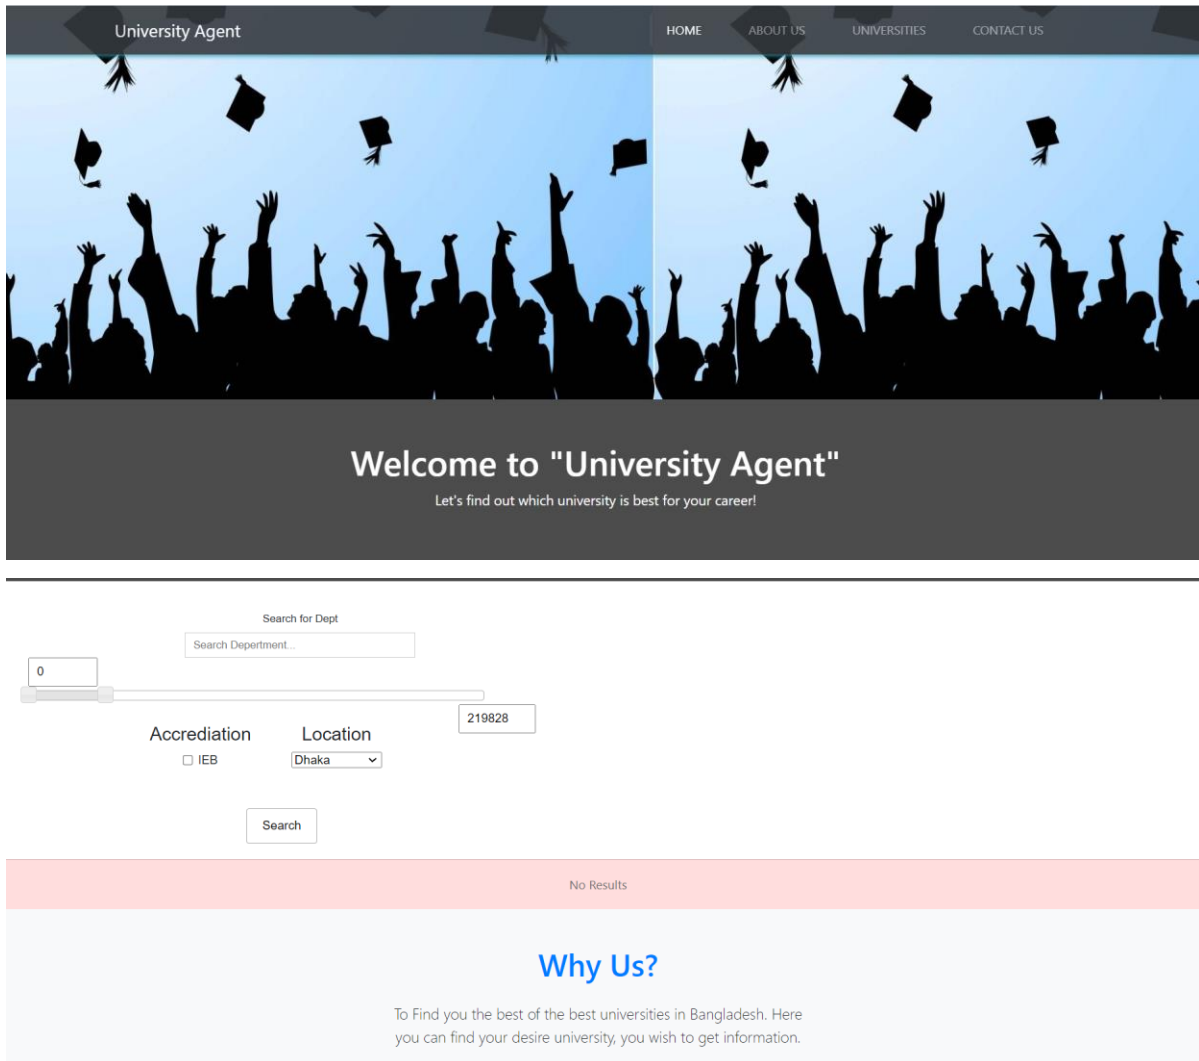 University Agent
HOME
ABOUT US
UNIVERSITIES
CONTACT US
Welcome to "University Agent"
Let's find out which university is best for your career!
Search for Dept
Search Depertment...
0
219828
Accrediation
Location
IEB
Dhaka
Search
No Results
Why Us?
To Find you the best of the best universities in Bangladesh. Here
you can find your desire university, you wish to get information.